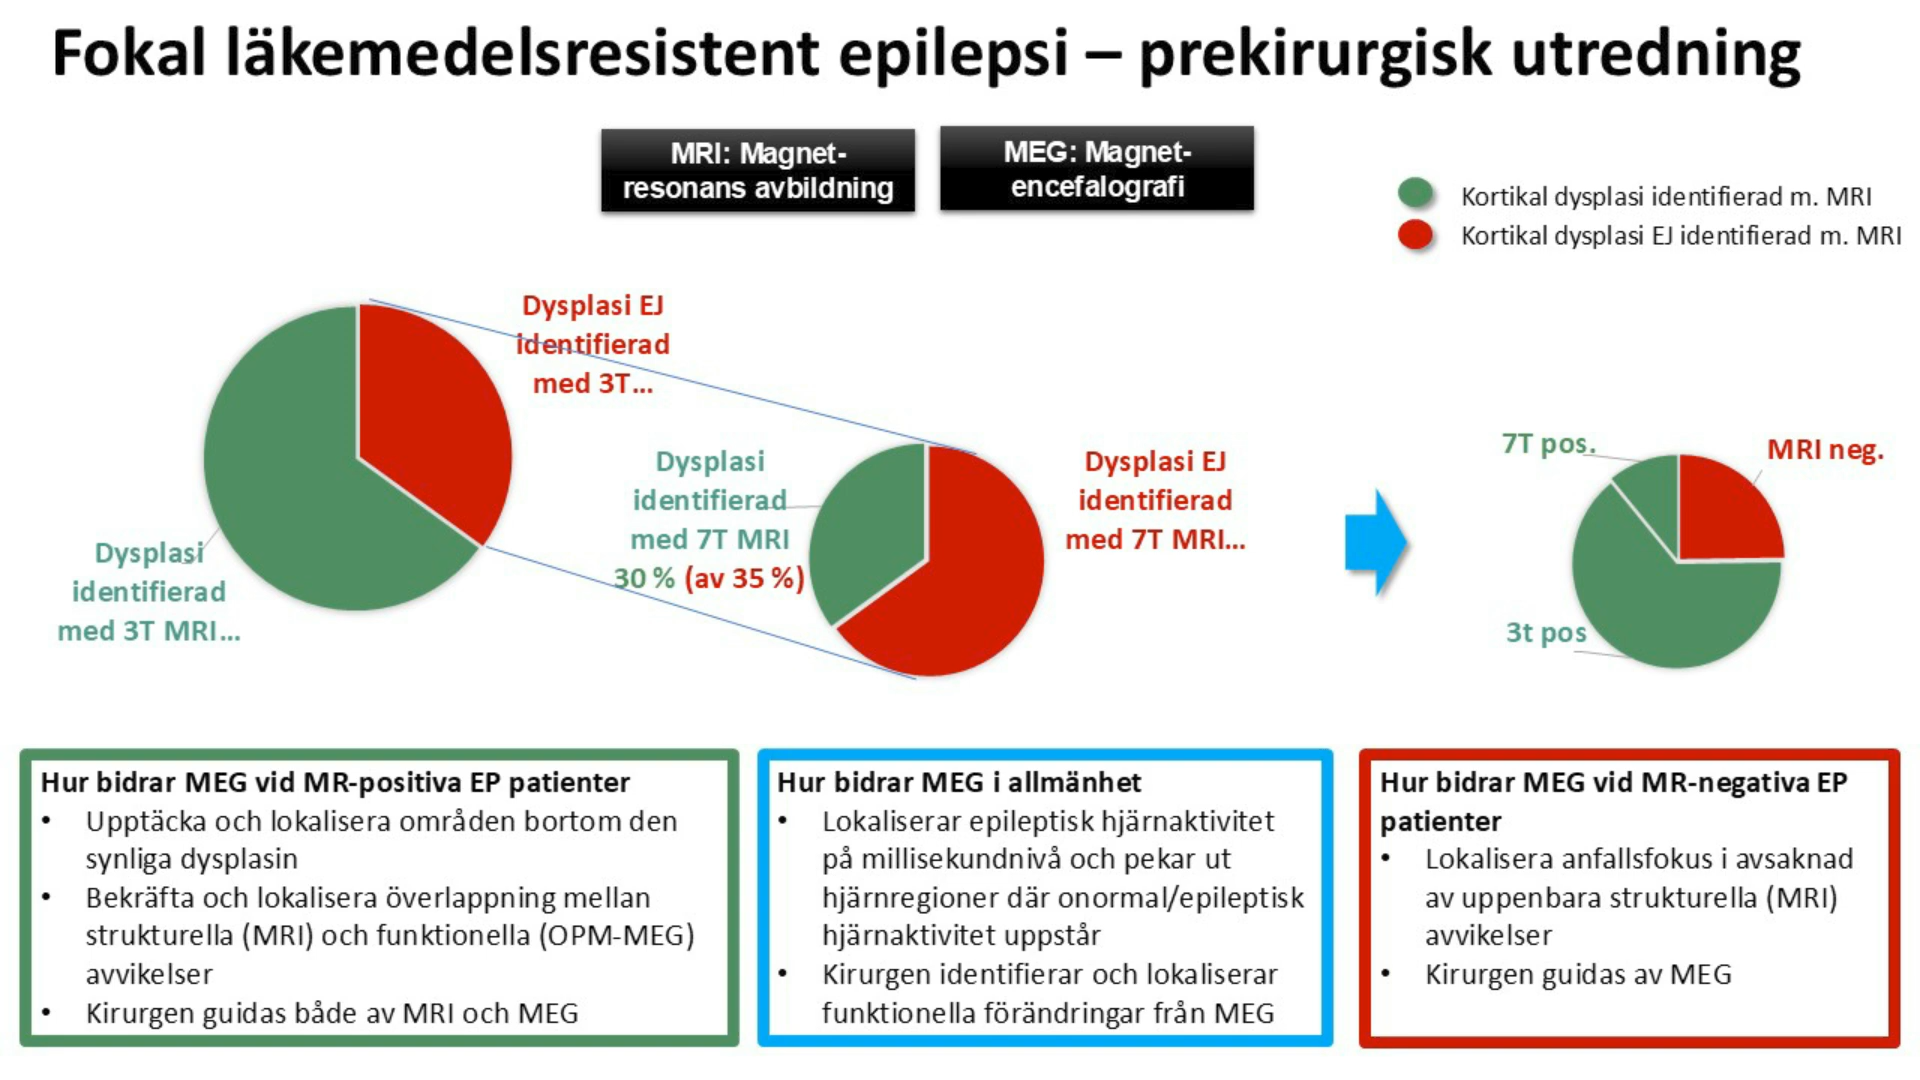 Fokal läkemedelsresistent epilepsi – prekirurgisk utredning
MRI: Magnet-
resonans avbildning
MEG: Magnet-
encefalografi
Kortikal dysplasi identifierad m. MRI
Kortikal dysplasi EJ identifierad m. MRI
Dysplasi EJ
identifierad
med 3T...
Dysplasi
identifierad
med 3T MRI...
Dysplasi
identifierad
med 7T MRI
30 % (av 35 %)
Dysplasi EJ
identifierad
med 7T MRI...
7T pos.
MRI neg.
3t pos
Hur bidrar MEG vid MR-positiva EP patienter
• Upptäcka och lokalisera områden bortom den
synliga dysplasin
• Bekräfta och lokalisera överlappning mellan
strukturella (MRI) och funktionella (OPM-MEG)
avvikelser
• Kirurgen guidas både av MRI och MEG
Hur bidrar MEG i allmänhet
• Lokaliserar epileptisk hjärnaktivitet
på millisekundnivå och pekar ut
hjärnregioner där onormal/epileptisk
hjärnaktivitet uppstår
• Kirurgen identifierar och lokaliserar
funktionella förändringar från MEG
Hur bidrar MEG vid MR-negativa EP
patienter
• Lokalisera anfallsfokus i avsaknad
av uppenbara strukturella (MRI)
avvikelser
• Kirurgen guidas av MEG